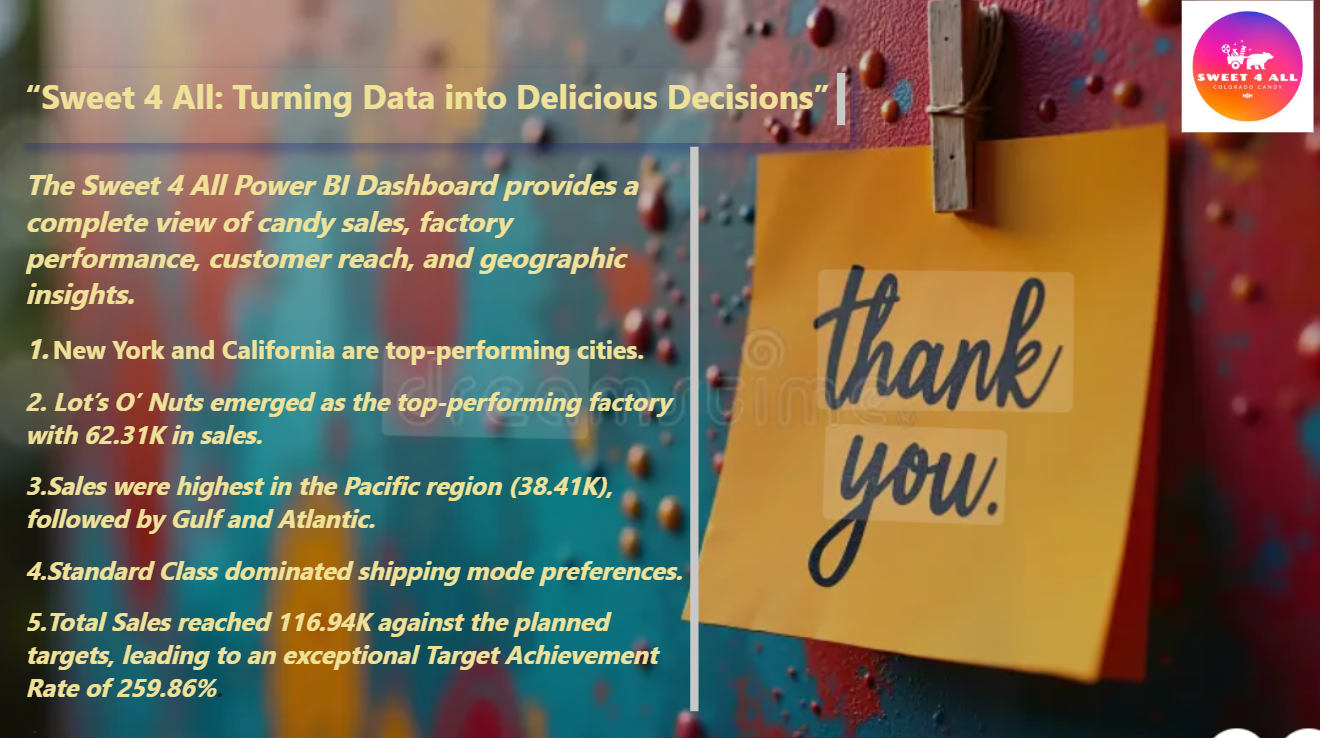 “Sweet 4 All: Turning Data into Delicious Decisions”
SWEET 4 ALL
COLORADO CANDY
The Sweet 4 All Power BI Dashboard provides a
complete view of candy sales, factory
performance, customer reach, and geographic
insights.
1. New York and California are top-performing cities.
2. Lot’s O’ Nuts emerged as the top-performing factory
with 62.31K in sales.
3.Sales were highest in the Pacific region (38.41K),
followed by Gulf and Atlantic.
4.Standard Class dominated shipping mode preferences.
5.Total Sales reached 116.94K against the planned
targets, leading to an exceptional Target Achievement
Rate of 259.86%.
thank
you.
dreamstime